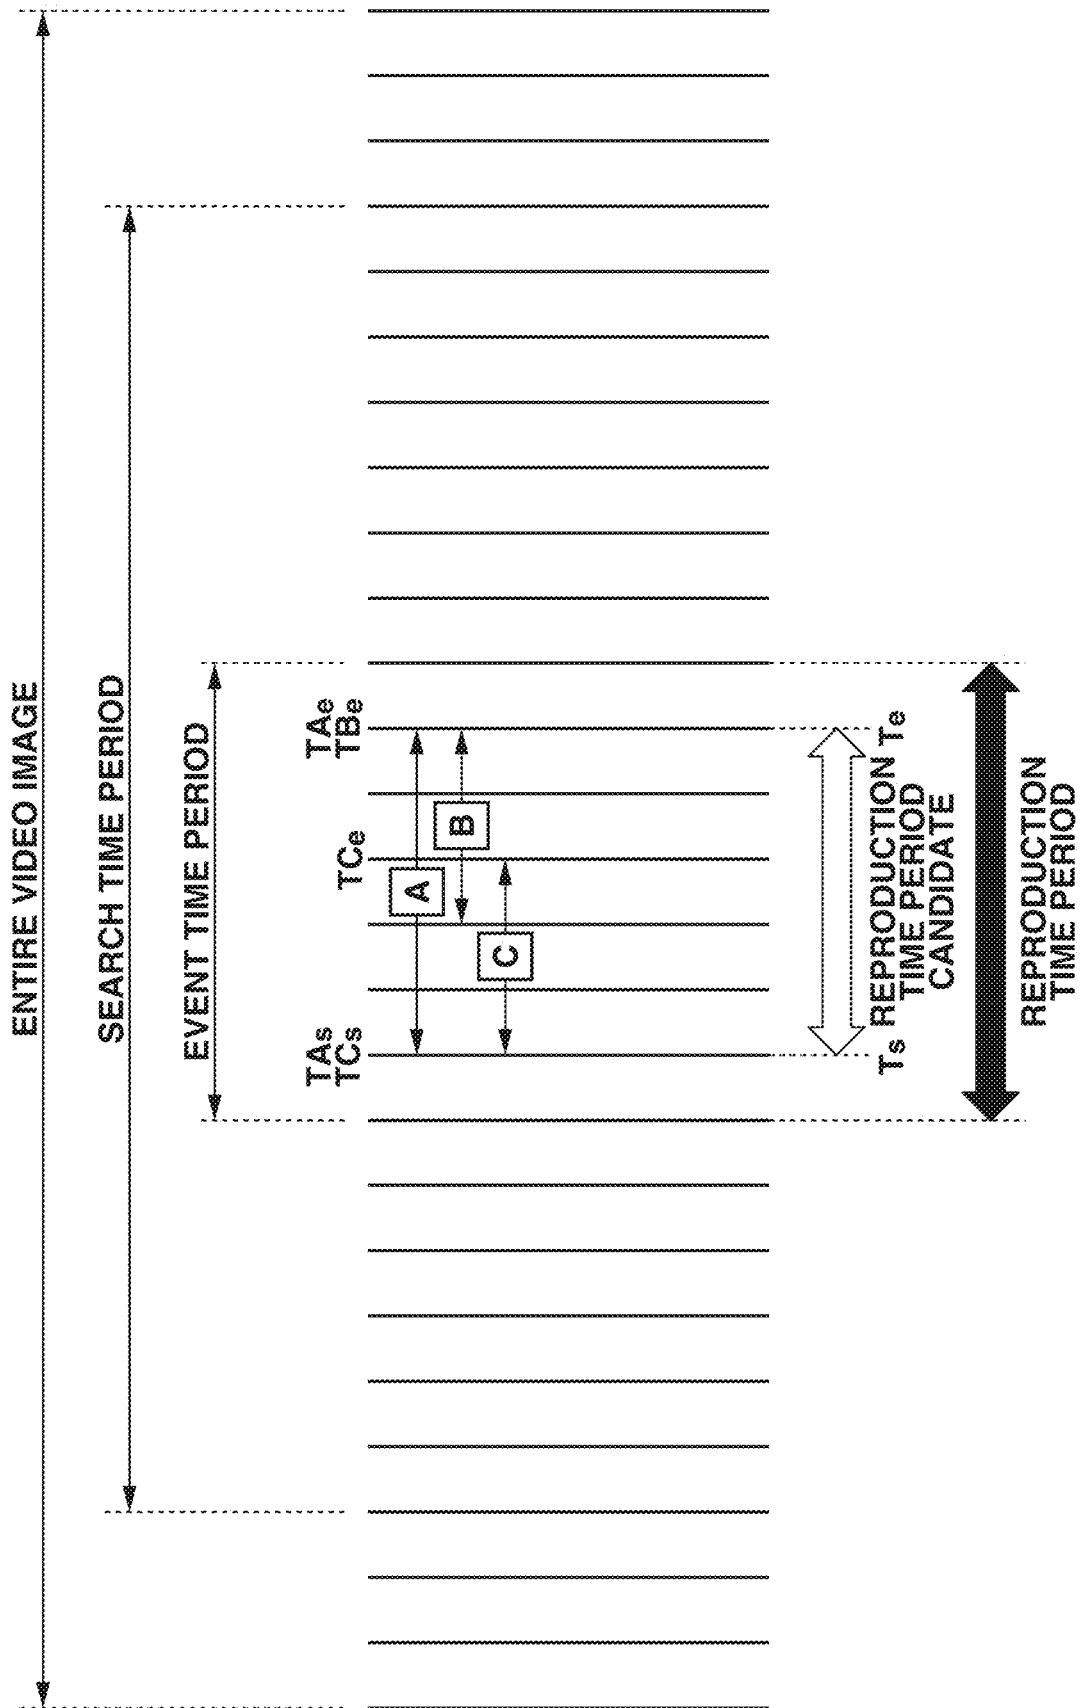 ENTIRE VIDEO IMAGE
SEARCH TIME PERIOD
EVENT TIME PERIOD
TAs
TCs
TCe
TAe
TBe
A
B
C
Ts
Te
REPRODUCTION
TIME PERIOD
CANDIDATE
REPRODUCTION
TIME PERIOD